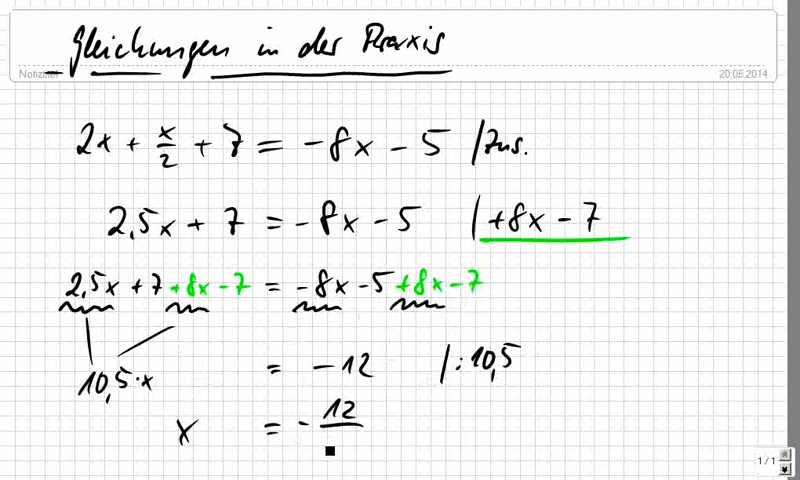 Gleichungen in der Praxis
20.05.2014
2x + x/2 + 7 = -8x - 5 | Zus.
2,5x + 7 = -8x - 5 | +8x - 7
2,5x + 7 +8x - 7 = -8x - 5 +8x - 7
10,5·x = -12 | :10,5
x = - 12
1/1